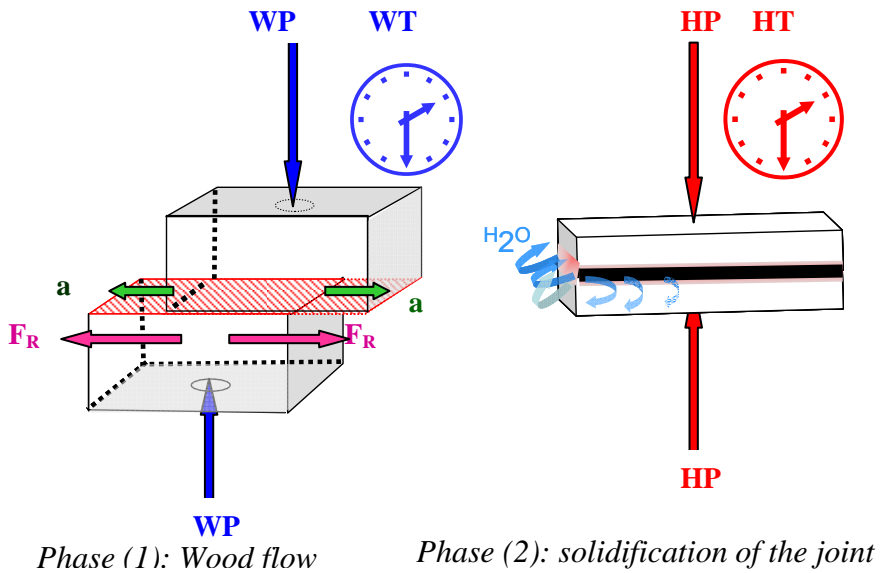 WP WT
HP HT
H2O
a
a
FR
FR
WP
HP
Phase (1): Wood flow
Phase (2): solidification of the joint